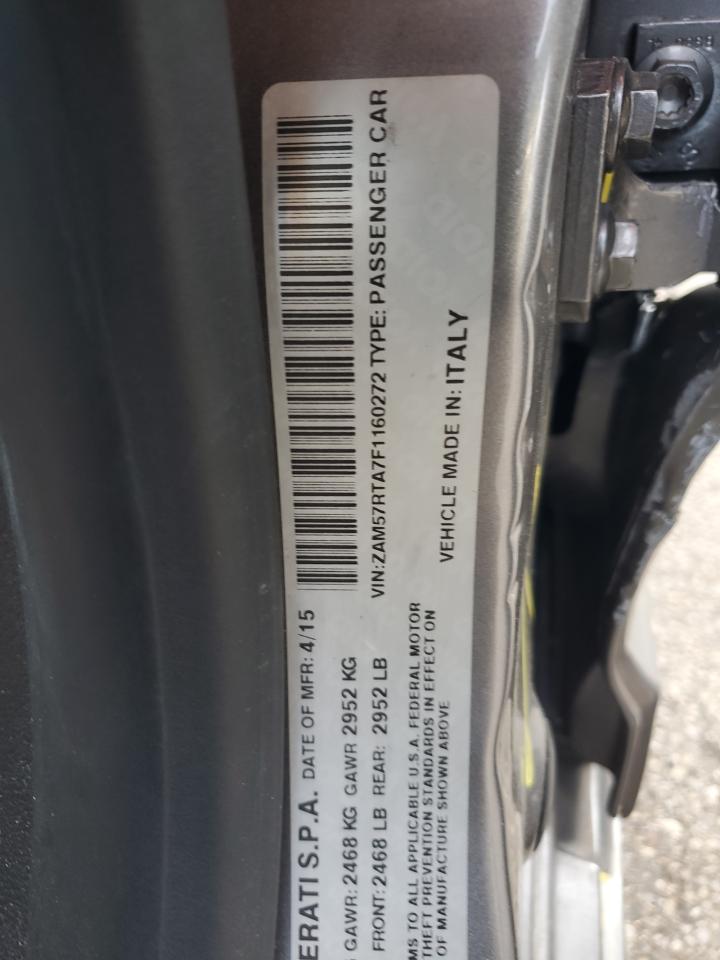 ERATI S.P.A. DATE OF MFR: 4/15
GAWR: 2468 KG GAWR 2952 KG
FRONT: 2468 LB REAR: 2952 LB
VIN:ZAM57RTA7F1160272 TYPE: PASSENGER CAR
MS TO ALL APPLICABLE U.S.A. FEDERAL MOTOR
THEFT PREVENTION STANDARDS IN EFFECT ON
OF MANUFACTURE SHOWN ABOVE
VEHICLE MADE IN: ITALY